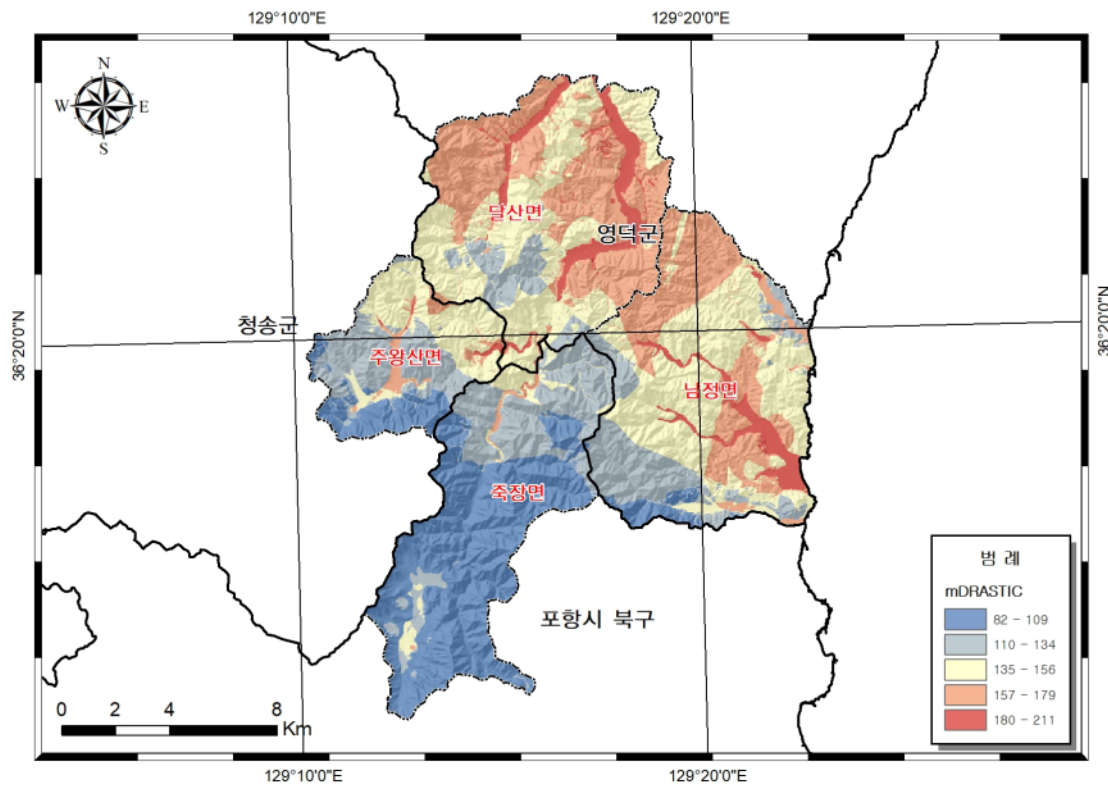 129°10'0"E
129°20'0"E
N
W
E
S
달산면
영덕군
청송군
36°20'0"N
36°20'0"N
주왕산면
남정면
죽장면
포항시 북구
범 례
mDRASTIC
82 - 109
110 - 134
135 - 156
157 - 179
180 - 211
0 2 4 8
Km
129°10'0"E
129°20'0"E